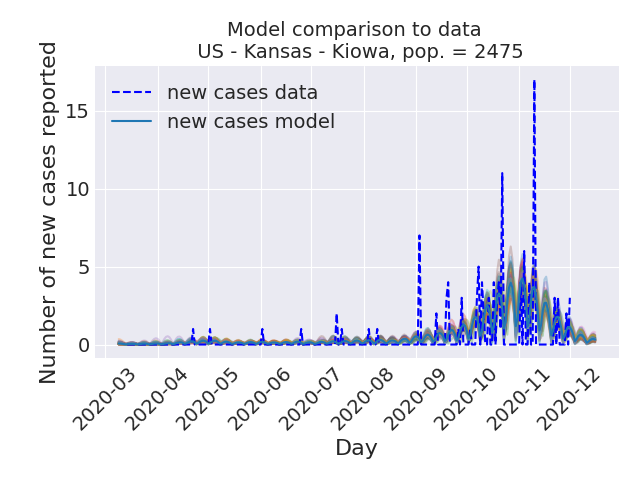 Model comparison to data
US - Kansas - Kiowa, pop. = 2475
new cases data
new cases model
Number of new cases reported
15
10
5
0
2020-03
2020-04
2020-05
2020-06
2020-07
2020-08
2020-09
2020-10
2020-11
2020-12
Day